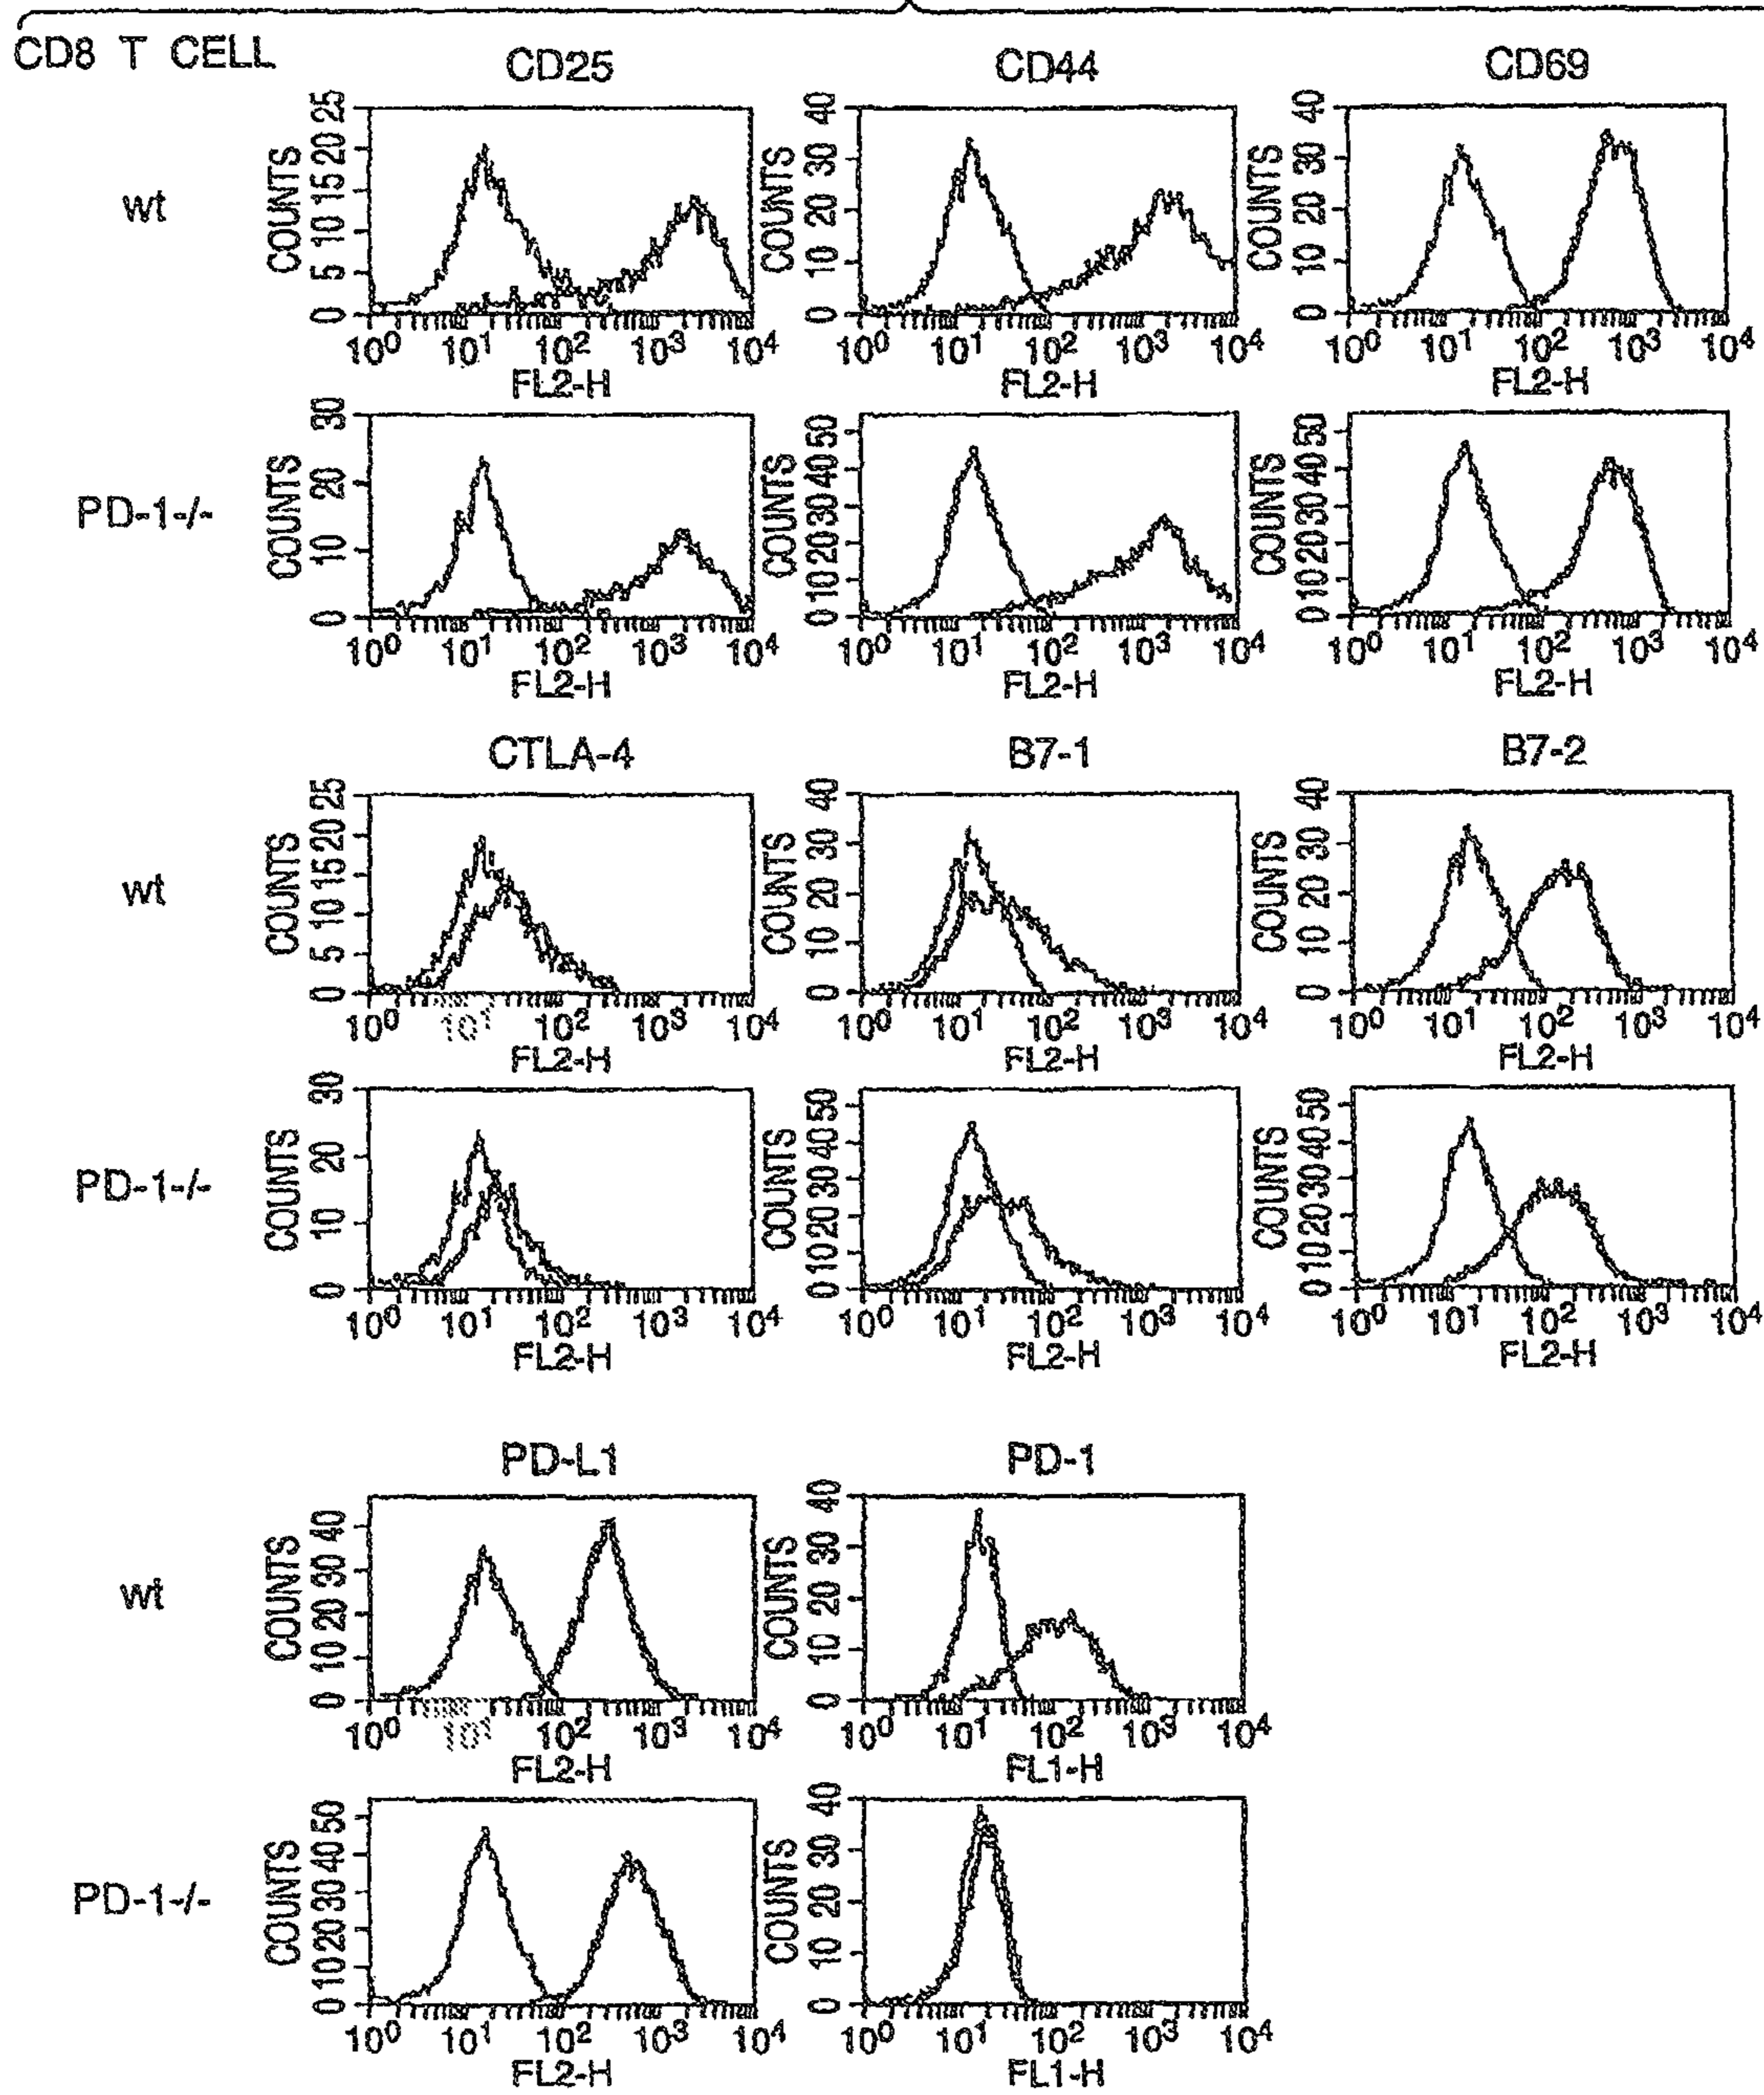 CD8 T CELL
CD25 CD44 CD69
wt
COUNTS 0 5 10 15 20 25 COUNTS 0 10 20 30 40 COUNTS 0 10 20 30 40
10⁰ 10¹ 10² 10³ 10⁴ 10⁰ 10¹ 10² 10³ 10⁴ 10⁰ 10¹ 10² 10³ 10⁴
FL2-H FL2-H FL2-H
PD-1-/-
COUNTS 0 10 20 30 COUNTS 0 10 20 30 40 50 COUNTS 0 10 20 30 40 50
10⁰ 10¹ 10² 10³ 10⁴ 10⁰ 10¹ 10² 10³ 10⁴ 10⁰ 10¹ 10² 10³ 10⁴
FL2-H FL2-H FL2-H
CTLA-4 B7-1 B7-2
wt
COUNTS 0 5 10 15 20 25 COUNTS 0 10 20 30 40 COUNTS 0 10 20 30 40
10⁰ 10¹ 10² 10³ 10⁴ 10⁰ 10¹ 10² 10³ 10⁴ 10⁰ 10¹ 10² 10³ 10⁴
FL2-H FL2-H FL2-H
PD-1-/-
COUNTS 0 10 20 30 COUNTS 0 10 20 30 40 50 COUNTS 0 10 20 30 40 50
10⁰ 10¹ 10² 10³ 10⁴ 10⁰ 10¹ 10² 10³ 10⁴ 10⁰ 10¹ 10² 10³ 10⁴
FL2-H FL2-H FL2-H
PD-L1 PD-1
wt
COUNTS 0 10 20 30 40 COUNTS 0 10 20 30 40
10⁰ 10¹ 10² 10³ 10⁴ 10⁰ 10¹ 10² 10³ 10⁴
FL2-H FL1-H
PD-1-/-
COUNTS 0 10 20 30 40 50 COUNTS 0 10 20 30 40
10⁰ 10¹ 10² 10³ 10⁴ 10⁰ 10¹ 10² 10³ 10⁴
FL2-H FL1-H